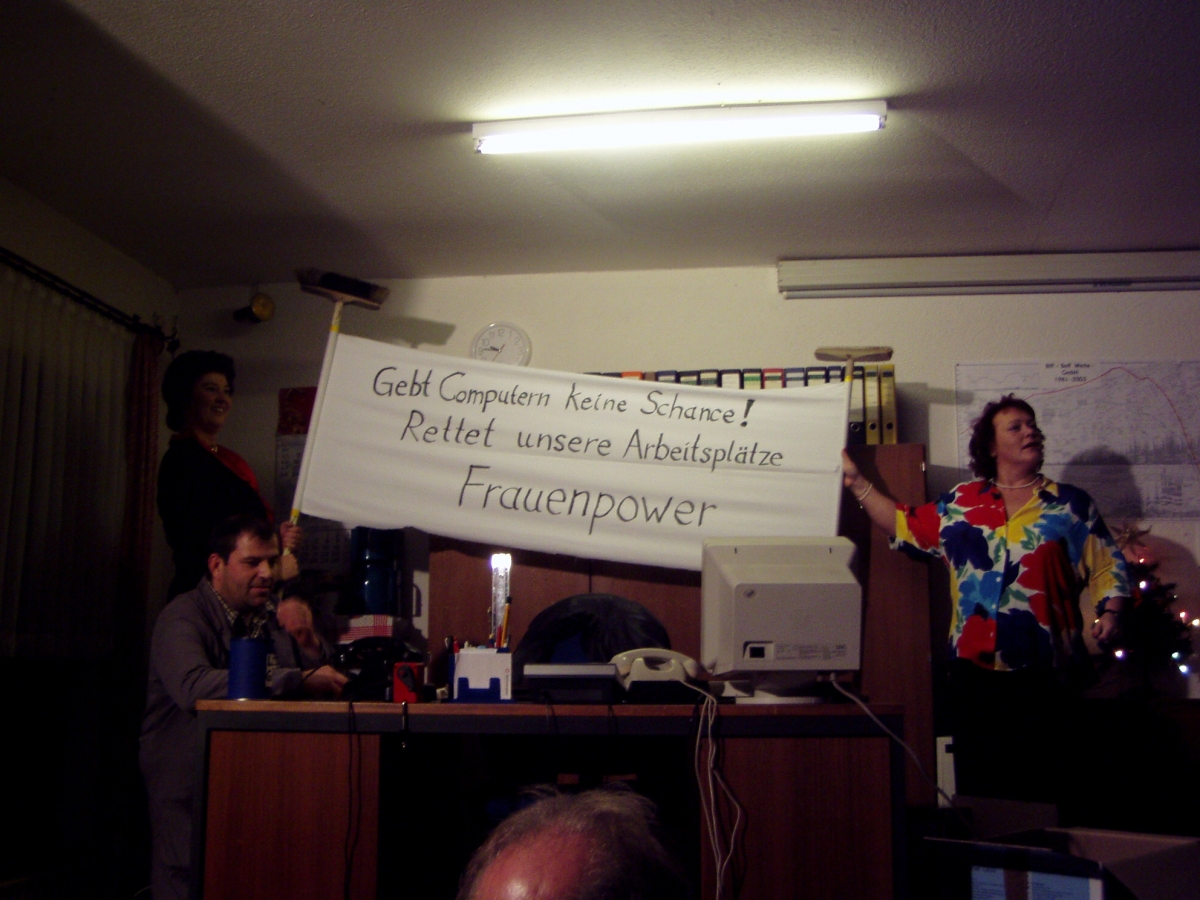 Gebt Computern keine Schance!
Rettet unsere Arbeitsplätze
Frauenpower